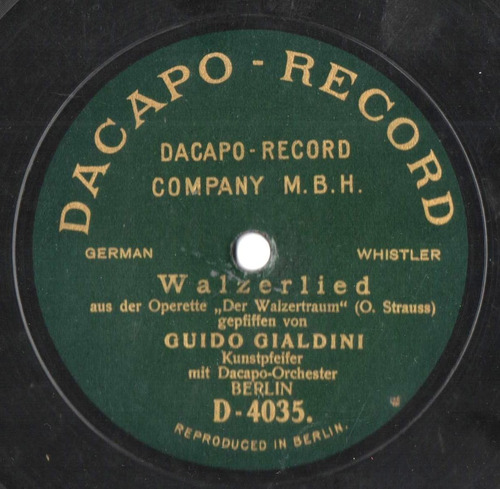 DACAPO - RECORD
DACAPO - RECORD
COMPANY M.B.H.
GERMAN WHISTLER
Walzerlied
aus der Operette „Der Walzertraum“ (O. Strauss)
gepfiffen von
GUIDO GIALDINI
Kunstpfeifer
mit Dacapo-Orchester
BERLIN
D-4035.
REPRODUCED IN BERLIN.